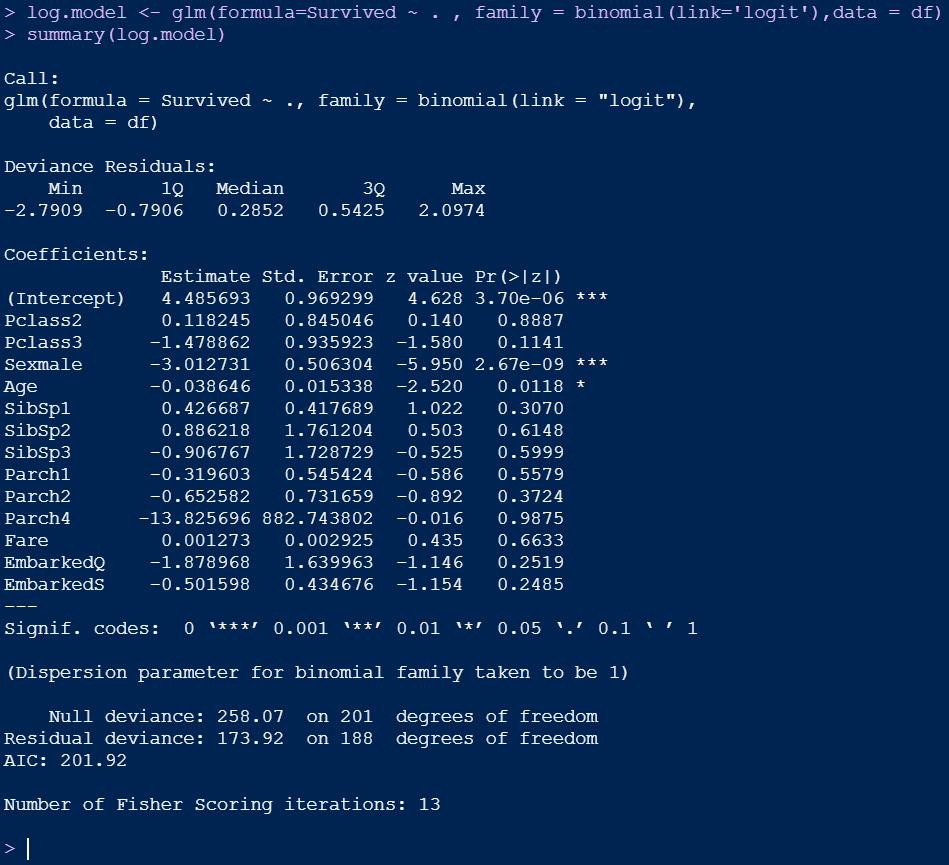 > log.model <- glm(formula=Survived ~ . , family = binomial(link='logit'),data = df)
> summary(log.model)
Call:
glm(formula = Survived ~ ., family = binomial(link = "logit"),
    data = df)
Deviance Residuals:
    Min       1Q   Median       3Q      Max
-2.7909  -0.7906   0.2852   0.5425   2.0974
Coefficients:
              Estimate Std. Error z value Pr(>|z|)
(Intercept)   4.485693   0.969299   4.628 3.70e-06 ***
Pclass2       0.118245   0.845046   0.140   0.8887
Pclass3      -1.478862   0.935923  -1.580   0.1141
Sexmale      -3.012731   0.506304  -5.950 2.67e-09 ***
Age          -0.038646   0.015338  -2.520   0.0118 *
SibSp1        0.426687   0.417689   1.022   0.3070
SibSp2        0.886218   1.761204   0.503   0.6148
SibSp3       -0.906767   1.728729  -0.525   0.5999
Parch1       -0.319603   0.545424  -0.586   0.5579
Parch2       -0.652582   0.731659  -0.892   0.3724
Parch4      -13.825696 882.743802  -0.016   0.9875
Fare          0.001273   0.002925   0.435   0.6633
EmbarkedQ    -1.878968   1.639963  -1.146   0.2519
EmbarkedS    -0.501598   0.434676  -1.154   0.2485
---
Signif. codes:  0 ‘***’ 0.001 ‘**’ 0.01 ‘*’ 0.05 ‘.’ 0.1 ‘ ’ 1
(Dispersion parameter for binomial family taken to be 1)
    Null deviance: 258.07  on 201  degrees of freedom
Residual deviance: 173.92  on 188  degrees of freedom
AIC: 201.92
Number of Fisher Scoring iterations: 13
>